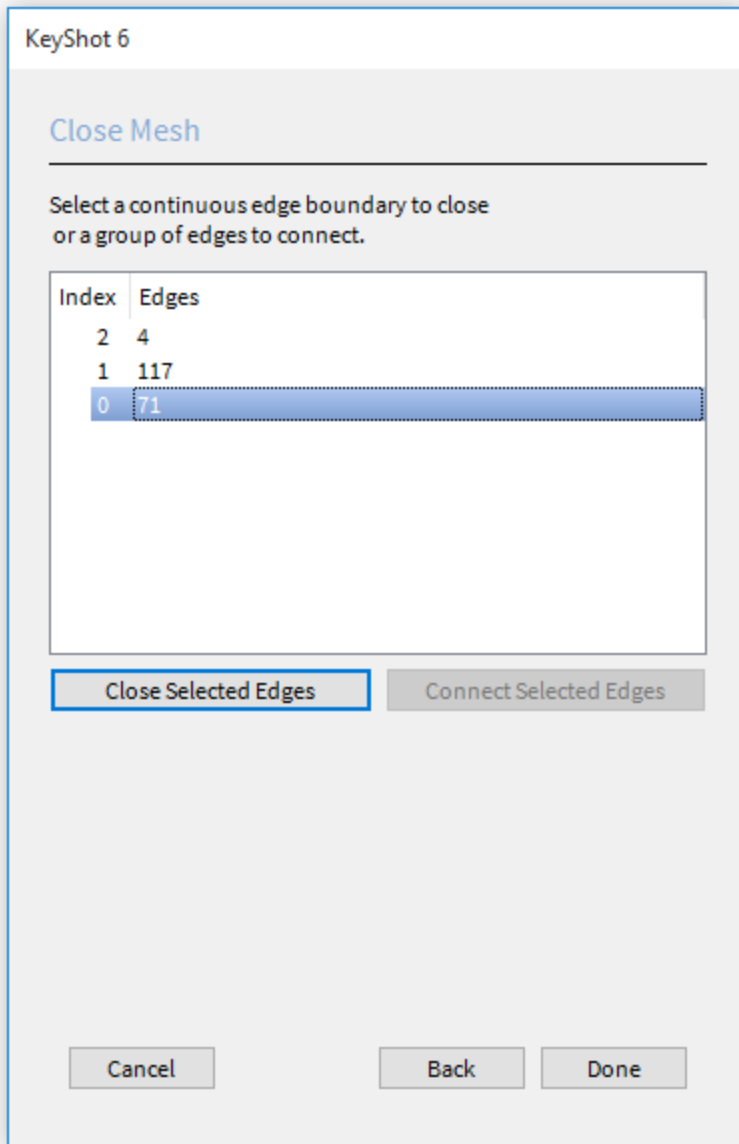 KeyShot 6
Close Mesh
Select a continuous edge boundary to close
or a group of edges to connect.
Index Edges
2 4
1 117
0 71
Close Selected Edges Connect Selected Edges
Cancel Back Done